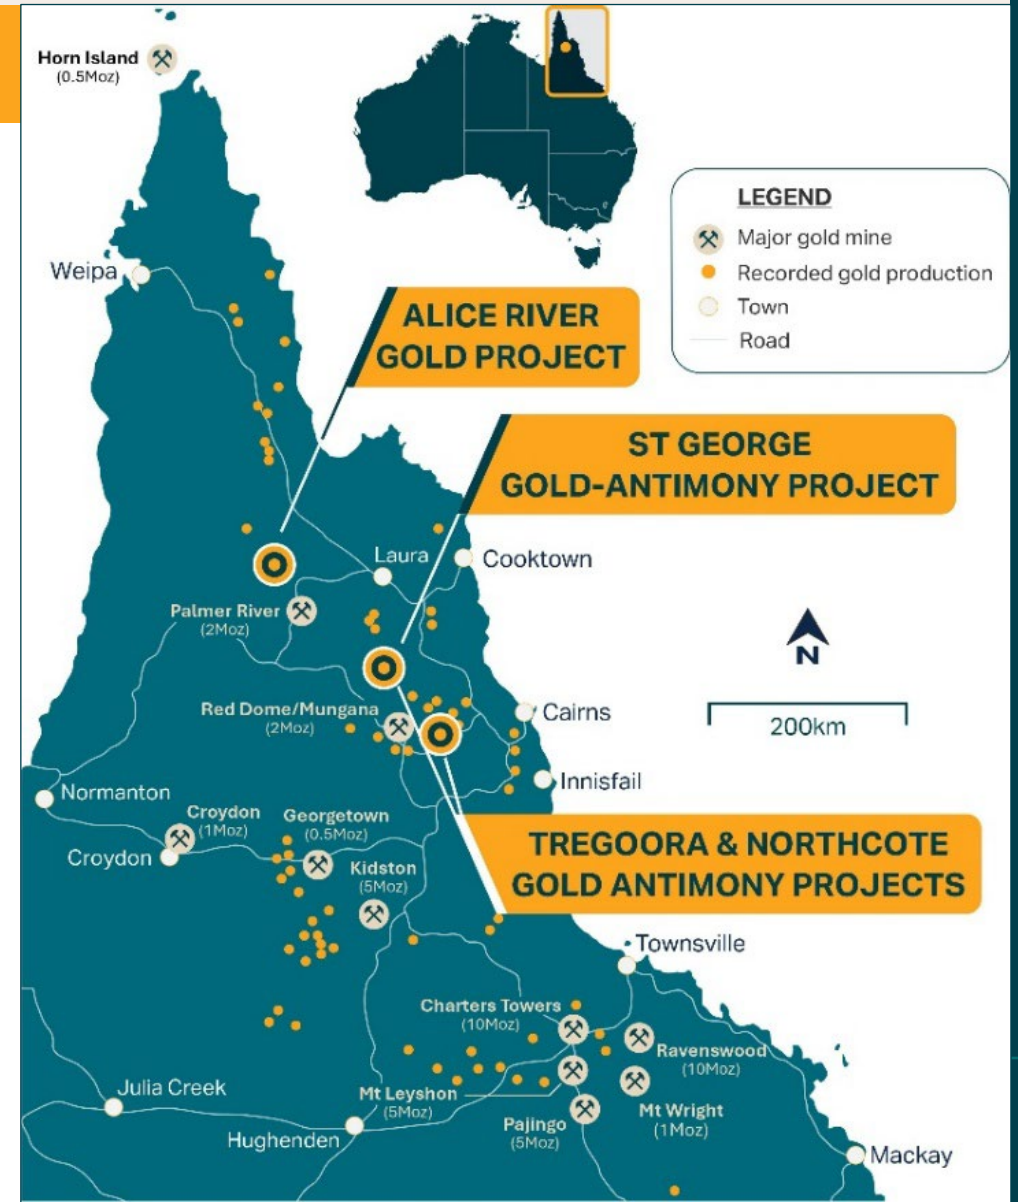 Horn Island
(0.5Moz)
LEGEND
Major gold mine
Recorded gold production
Town
Road
Weipa
ALICE RIVER
GOLD PROJECT
ST GEORGE
GOLD-ANTIMONY PROJECT
Laura
Cooktown
Palmer River
(2Moz)
N
200km
Red Dome/Mungana
(2Moz)
Cairns
Innisfail
Normanton
Croydon
(1Moz)
Georgetown
(0.5Moz)
Croydon
Kidston
(5Moz)
TREGOORA & NORTHCOTE
GOLD ANTIMONY PROJECTS
Townsville
Charters Towers
(10Moz)
Ravenswood
(10Moz)
Mt Leyshon
(5Moz)
Mt Wright
(1Moz)
Pajingo
(5Moz)
Julia Creek
Hughenden
Mackay